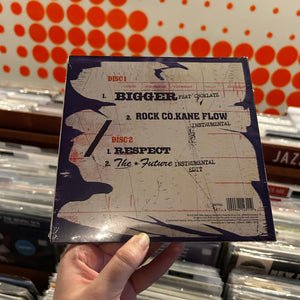 DISC 1
1. BIGGER FEAT
2. ROCK CO.KANE FLOW
INSTRUMENTAL
DISC 2
1. RESPECT
2. The ★ Future INSTRUMENTAL
EDIT
JAZZ